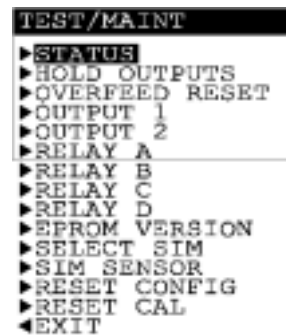 TEST/MAINT
▶STATUS
▶HOLD OUTPUTS
▶OVERFEED RESET
▶OUTPUT 1
▶OUTPUT 2
▶RELAY A
▶RELAY B
▶RELAY C
▶RELAY D
▶EPROM VERSION
▶SELECT SIM
▶SIM SENSOR
▶RESET CONFIG
▶RESET CAL
◀EXIT